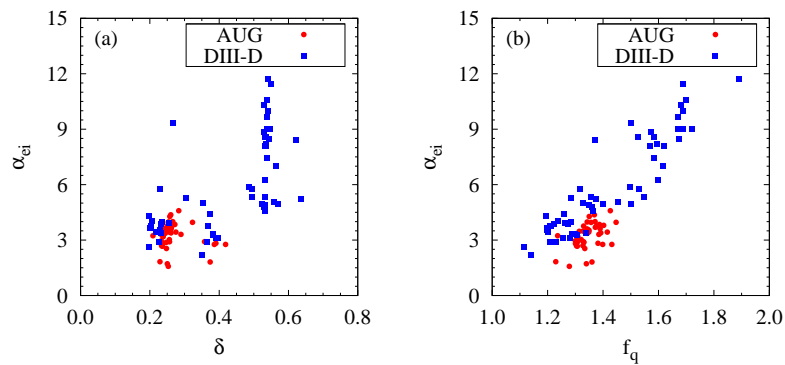 (a)
AUG
DIII-D
15
12
9
6
3
0
α_ei
0.0 0.2 0.4 0.6 0.8
δ
(b)
AUG
DIII-D
15
12
9
6
3
0
α_ei
1.0 1.2 1.4 1.6 1.8 2.0
f_q